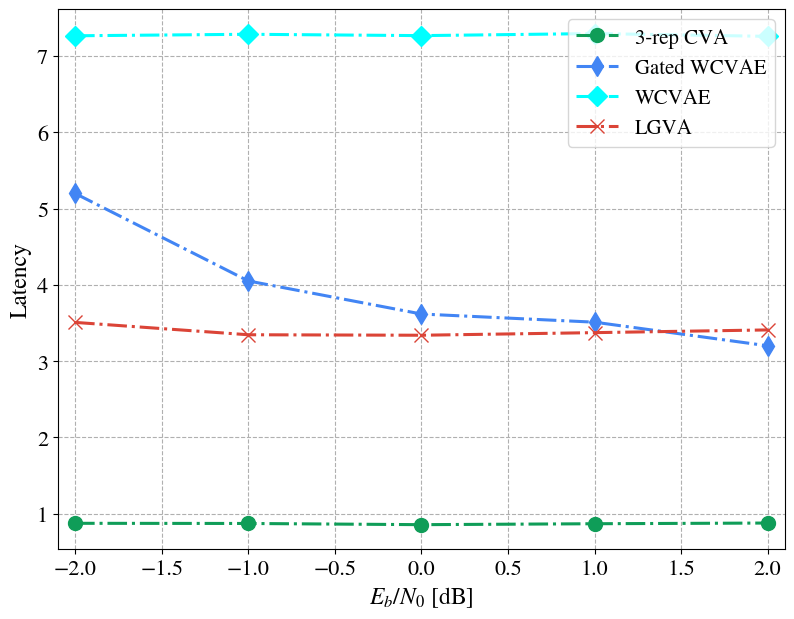 3-rep CVA
Gated WCVAE
WCVAE
LGVA
Latency
7
6
5
4
3
2
1
−2.0 −1.5 −1.0 −0.5 0.0 0.5 1.0 1.5 2.0
E_b/N_0 [dB]